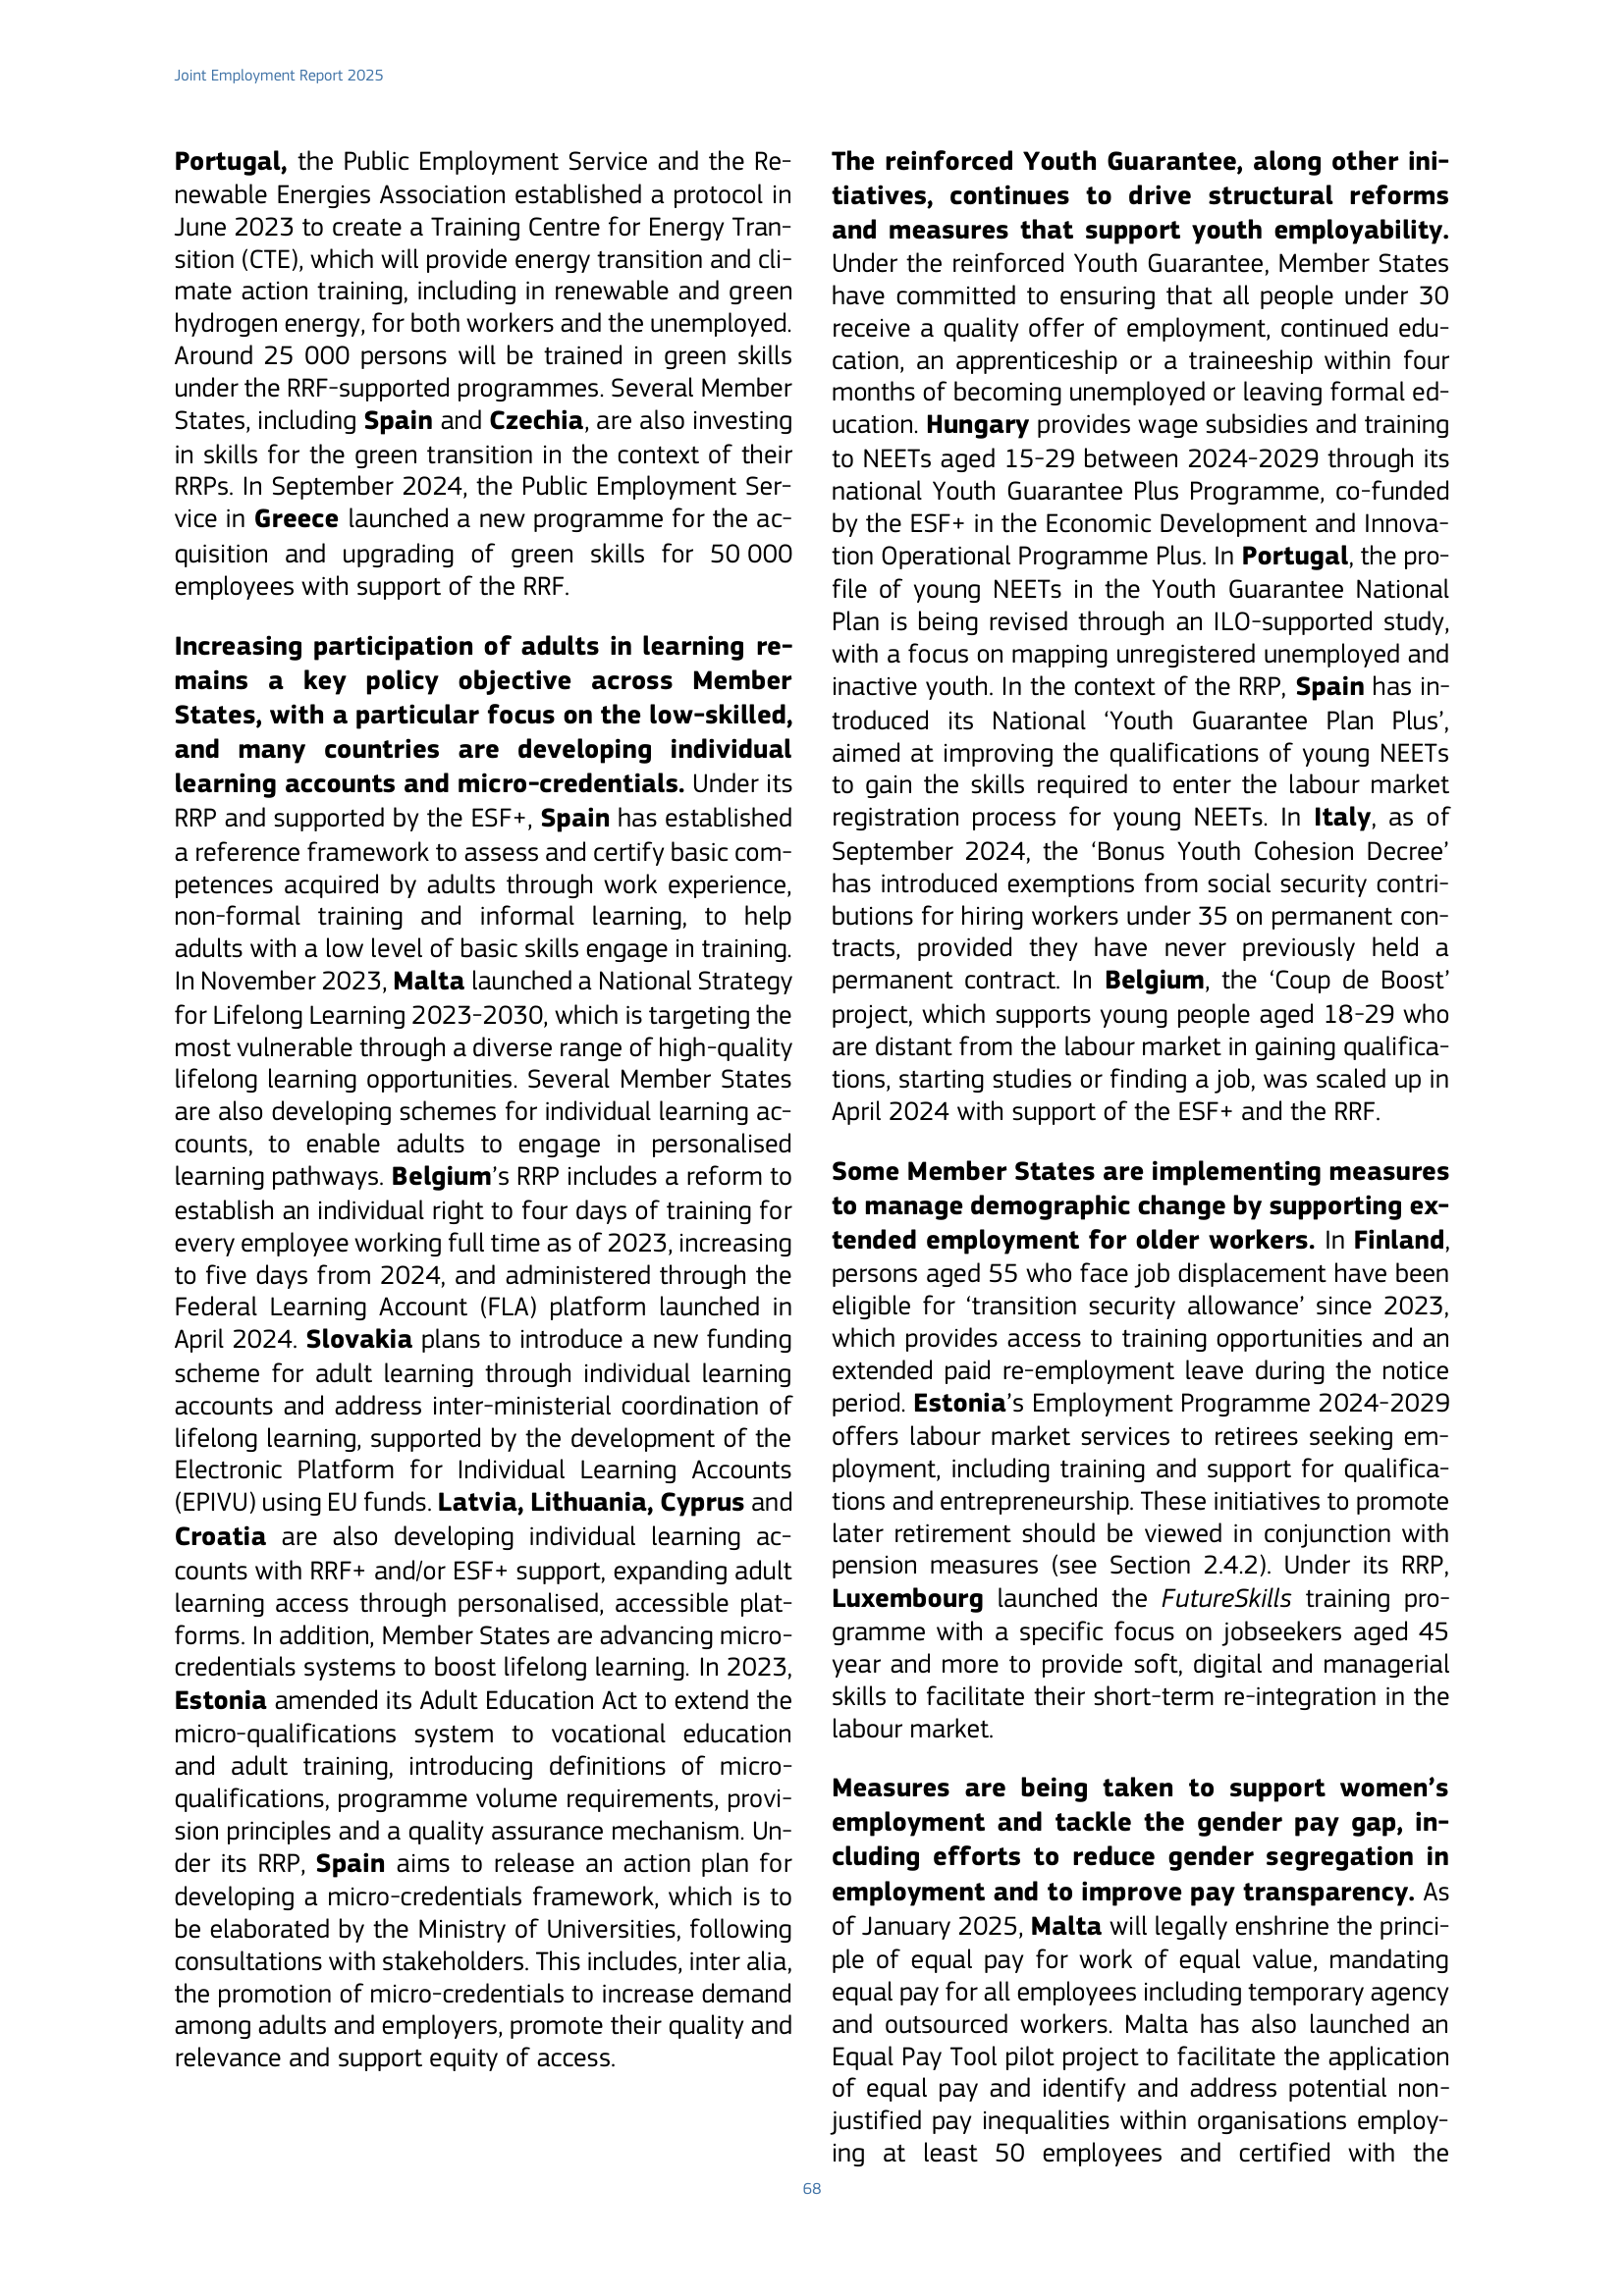 Joint Employment Report 2025
Portugal, the Public Employment Service and the Re-
newable Energies Association established a protocol in
June 2023 to create a Training Centre for Energy Tran-
sition (CTE), which will provide energy transition and cli-
mate action training, including in renewable and green
hydrogen energy, for both workers and the unemployed.
Around 25 000 persons will be trained in green skills
under the RRF-supported programmes. Several Member
States, including Spain and Czechia, are also investing
in skills for the green transition in the context of their
RRPs. In September 2024, the Public Employment Ser-
vice in Greece launched a new programme for the ac-
quisition and upgrading of green skills for 50 000
employees with support of the RRF.
Increasing participation of adults in learning re-
mains a key policy objective across Member
States, with a particular focus on the low-skilled,
and many countries are developing individual
learning accounts and micro-credentials. Under its
RRP and supported by the ESF+, Spain has established
a reference framework to assess and certify basic com-
petences acquired by adults through work experience,
non-formal training and informal learning, to help
adults with a low level of basic skills engage in training.
In November 2023, Malta launched a National Strategy
for Lifelong Learning 2023-2030, which is targeting the
most vulnerable through a diverse range of high-quality
lifelong learning opportunities. Several Member States
are also developing schemes for individual learning ac-
counts, to enable adults to engage in personalised
learning pathways. Belgium’s RRP includes a reform to
establish an individual right to four days of training for
every employee working full time as of 2023, increasing
to five days from 2024, and administered through the
Federal Learning Account (FLA) platform launched in
April 2024. Slovakia plans to introduce a new funding
scheme for adult learning through individual learning
accounts and address inter-ministerial coordination of
lifelong learning, supported by the development of the
Electronic Platform for Individual Learning Accounts
(EPIVU) using EU funds. Latvia, Lithuania, Cyprus and
Croatia are also developing individual learning ac-
counts with RRF+ and/or ESF+ support, expanding adult
learning access through personalised, accessible plat-
forms. In addition, Member States are advancing micro-
credentials systems to boost lifelong learning. In 2023,
Estonia amended its Adult Education Act to extend the
micro-qualifications system to vocational education
and adult training, introducing definitions of micro-
qualifications, programme volume requirements, provi-
sion principles and a quality assurance mechanism. Un-
der its RRP, Spain aims to release an action plan for
developing a micro-credentials framework, which is to
be elaborated by the Ministry of Universities, following
consultations with stakeholders. This includes, inter alia,
the promotion of micro-credentials to increase demand
among adults and employers, promote their quality and
relevance and support equity of access.
The reinforced Youth Guarantee, along other ini-
tiatives, continues to drive structural reforms
and measures that support youth employability.
Under the reinforced Youth Guarantee, Member States
have committed to ensuring that all people under 30
receive a quality offer of employment, continued edu-
cation, an apprenticeship or a traineeship within four
months of becoming unemployed or leaving formal ed-
ucation. Hungary provides wage subsidies and training
to NEETs aged 15-29 between 2024-2029 through its
national Youth Guarantee Plus Programme, co-funded
by the ESF+ in the Economic Development and Innova-
tion Operational Programme Plus. In Portugal, the pro-
file of young NEETs in the Youth Guarantee National
Plan is being revised through an ILO-supported study,
with a focus on mapping unregistered unemployed and
inactive youth. In the context of the RRP, Spain has in-
troduced its National ‘Youth Guarantee Plan Plus’,
aimed at improving the qualifications of young NEETs
to gain the skills required to enter the labour market
registration process for young NEETs. In Italy, as of
September 2024, the ‘Bonus Youth Cohesion Decree’
has introduced exemptions from social security contri-
butions for hiring workers under 35 on permanent con-
tracts, provided they have never previously held a
permanent contract. In Belgium, the ‘Coup de Boost’
project, which supports young people aged 18-29 who
are distant from the labour market in gaining qualifica-
tions, starting studies or finding a job, was scaled up in
April 2024 with support of the ESF+ and the RRF.
Some Member States are implementing measures
to manage demographic change by supporting ex-
tended employment for older workers. In Finland,
persons aged 55 who face job displacement have been
eligible for ‘transition security allowance’ since 2023,
which provides access to training opportunities and an
extended paid re-employment leave during the notice
period. Estonia’s Employment Programme 2024-2029
offers labour market services to retirees seeking em-
ployment, including training and support for qualifica-
tions and entrepreneurship. These initiatives to promote
later retirement should be viewed in conjunction with
pension measures (see Section 2.4.2). Under its RRP,
Luxembourg launched the FutureSkills training pro-
gramme with a specific focus on jobseekers aged 45
year and more to provide soft, digital and managerial
skills to facilitate their short-term re-integration in the
labour market.
Measures are being taken to support women’s
employment and tackle the gender pay gap, in-
cluding efforts to reduce gender segregation in
employment and to improve pay transparency. As
of January 2025, Malta will legally enshrine the princi-
ple of equal pay for work of equal value, mandating
equal pay for all employees including temporary agency
and outsourced workers. Malta has also launched an
Equal Pay Tool pilot project to facilitate the application
of equal pay and identify and address potential non-
justified pay inequalities within organisations employ-
ing at least 50 employees and certified with the
68